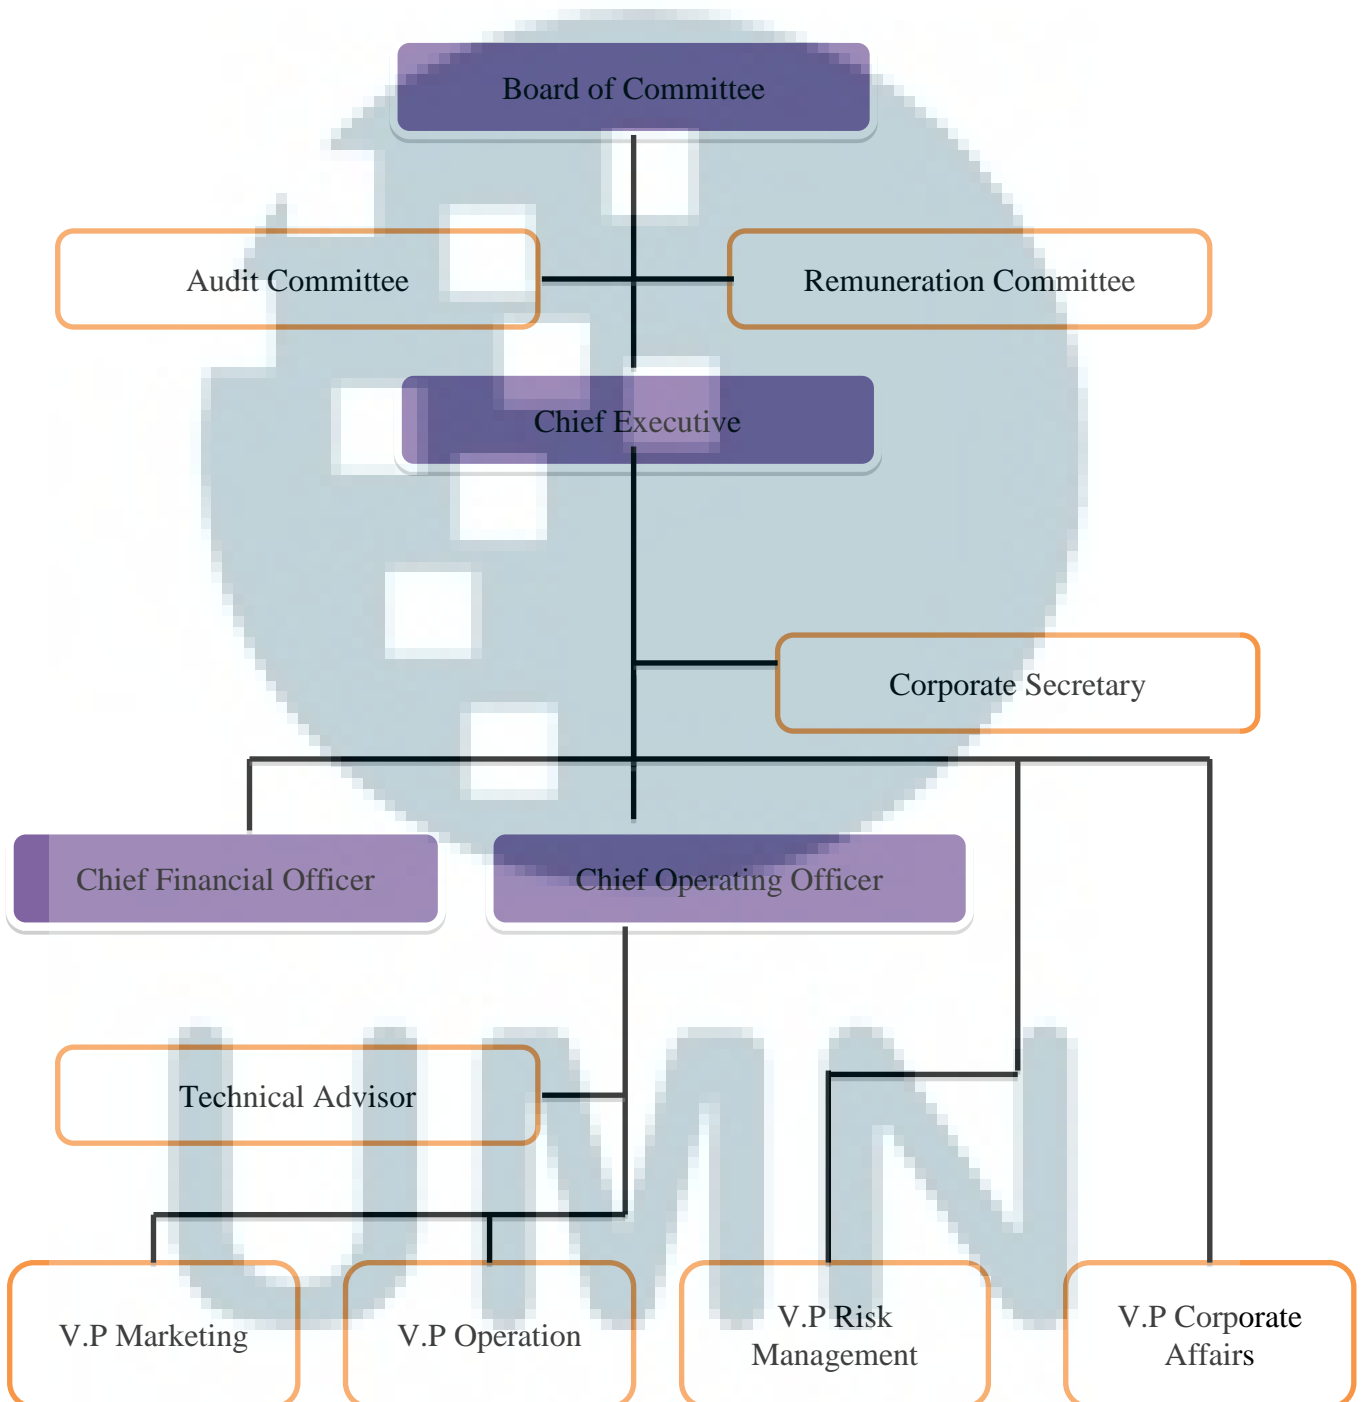 Board of Committee
Audit Committee
Remuneration Committee
Chief Executive
Corporate Secretary
Chief Financial Officer
Chief Operating Officer
Technical Advisor
UMN
V.P Marketing
V.P Operation
V.P Risk
Management
V.P Corporate
Affairs